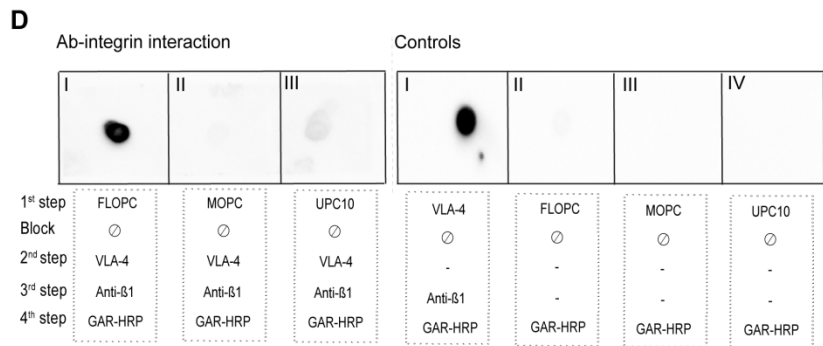 D
Ab-integrin interaction Controls
I II III I II III IV
1st step FLOPC MOPC UPC10 VLA-4 FLOPC MOPC UPC10
Block ∅ ∅ ∅ ∅ ∅ ∅ ∅
2nd step VLA-4 VLA-4 VLA-4 - - - -
3rd step Anti-ß1 Anti-ß1 Anti-ß1 Anti-ß1 - - -
4th step GAR-HRP GAR-HRP GAR-HRP GAR-HRP GAR-HRP GAR-HRP GAR-HRP